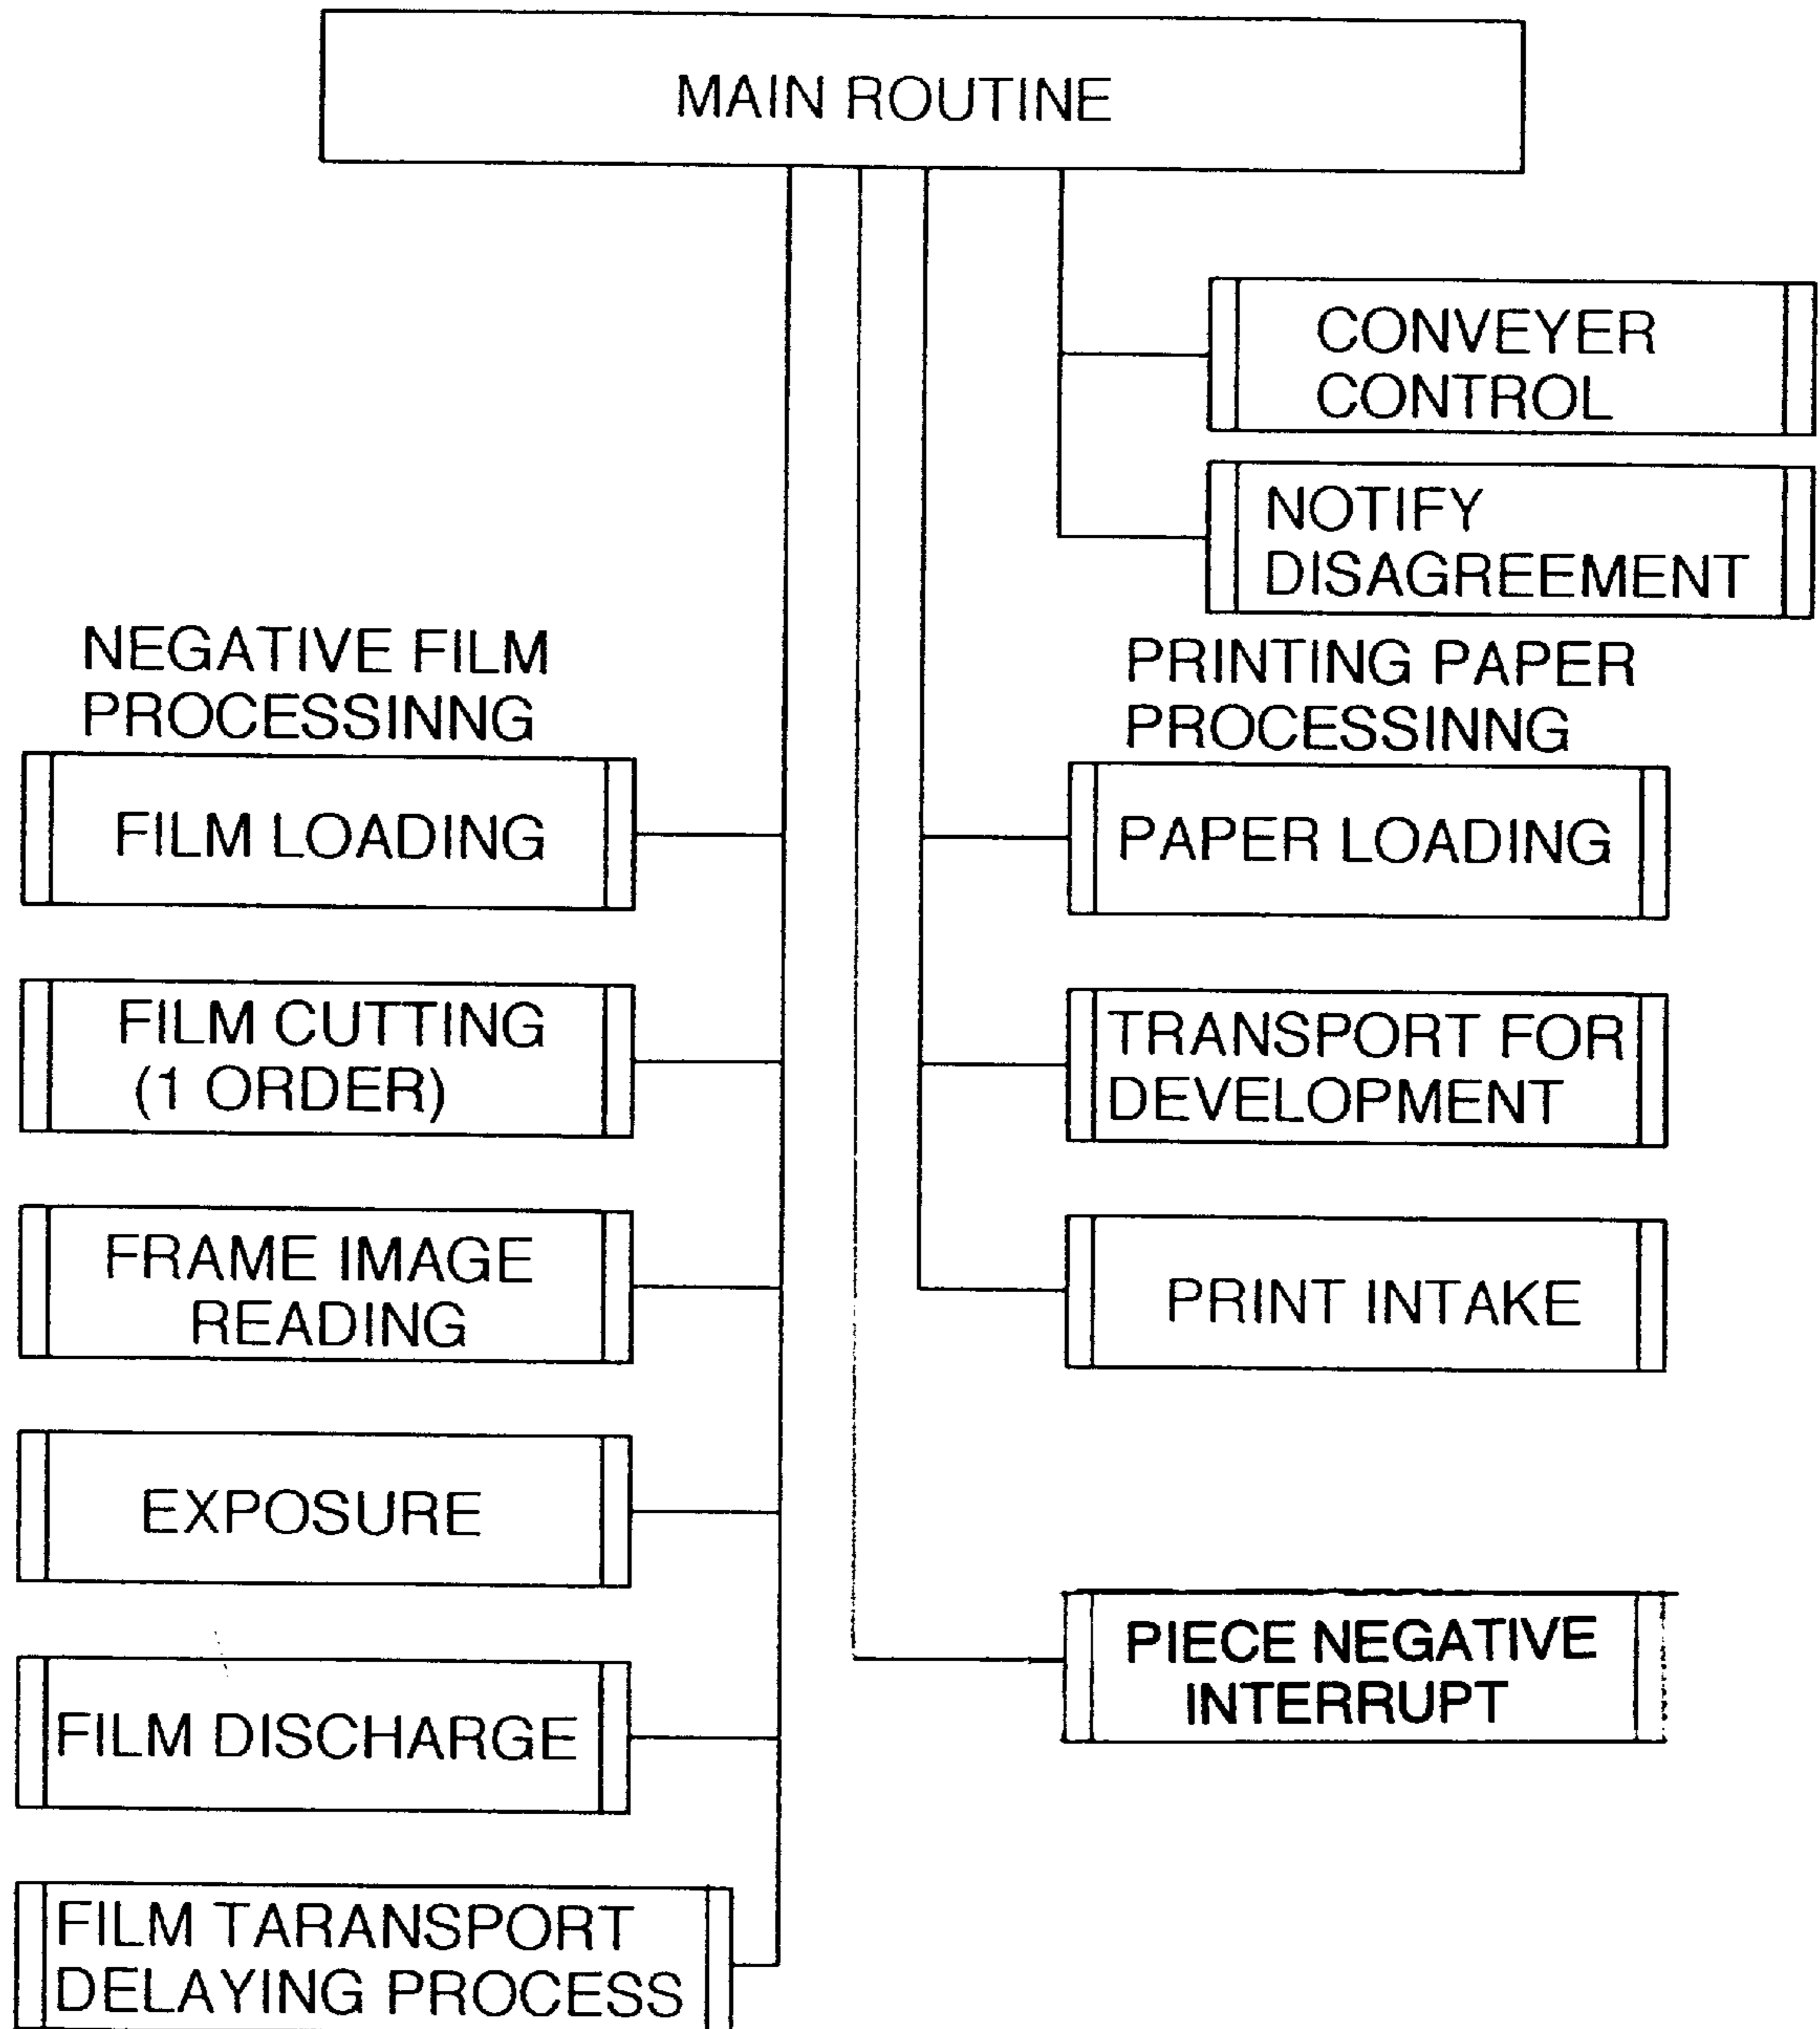 MAIN ROUTINE
CONVEYER
CONTROL
NOTIFY
DISAGREEMENT
NEGATIVE FILM
PROCESSINNG
FILM LOADING
FILM CUTTING
(1 ORDER)
FRAME IMAGE
READING
EXPOSURE
FILM DISCHARGE
FILM TARANSPORT
DELAYING PROCESS
PRINTING PAPER
PROCESSINNG
PAPER LOADING
TRANSPORT FOR
DEVELOPMENT
PRINT INTAKE
PIECE NEGATIVE
INTERRUPT